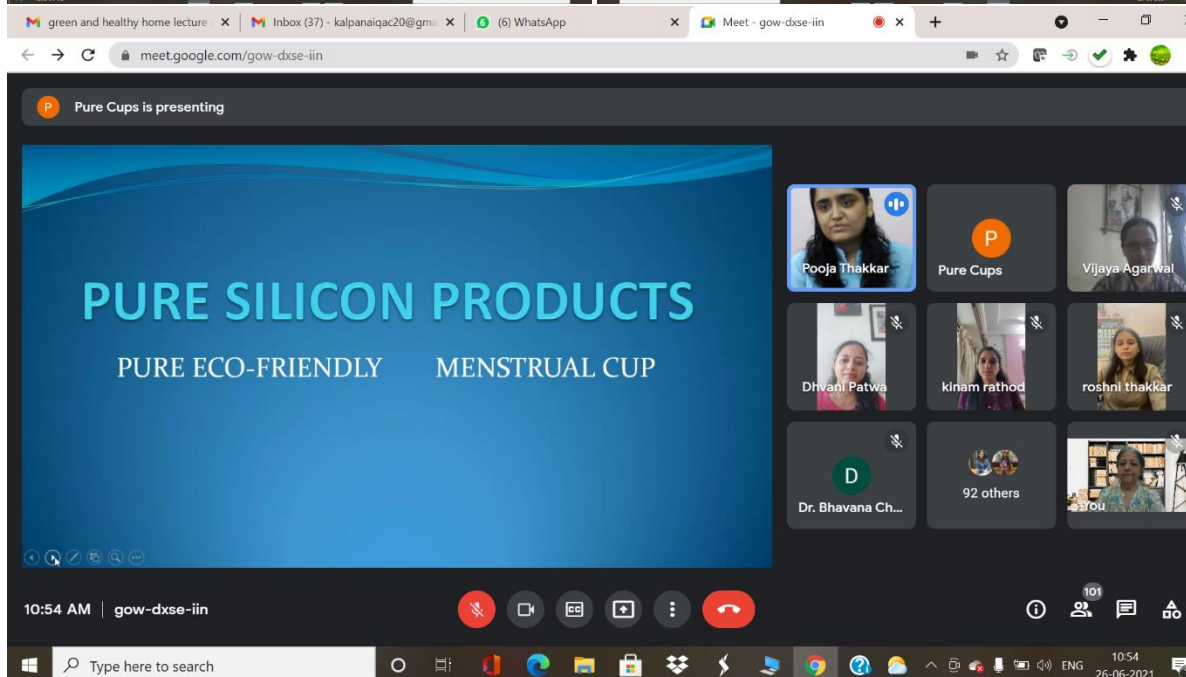 green and healthy home lecture
Inbox (37) - kalpanaiqac20@gma
(6) WhatsApp
Meet - gow-dxse-iin
meet.google.com/gow-dxse-iin
P Pure Cups is presenting
PURE SILICON PRODUCTS
PURE ECO-FRIENDLY MENSTRUAL CUP
Pooja Thakkar
P
Pure Cups
Vijaya Agarwal
Dhvani Patwa
kinam rathod
roshni thakkar
D
Dr. Bhavana Ch...
92 others
You
10:54 AM | gow-dxse-iin
CC
101
Type here to search
ENG
10:54
26-06-2021